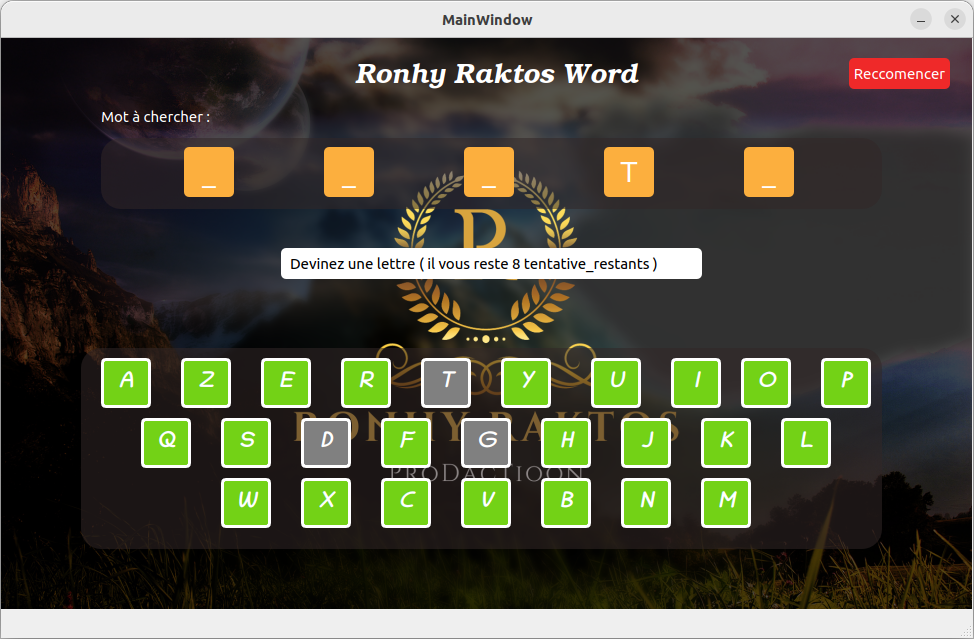 MainWindow
Ronhy Raktos Word
Reccomencer
Mot à chercher :
_ _ _ T _
R
Devinez une lettre ( il vous reste 8 tentative_restants )
A Z E R T Y U I O P
RONHY RAKTOS
Q S D F G H J K L
PRODACTIOON
W X C V B N M